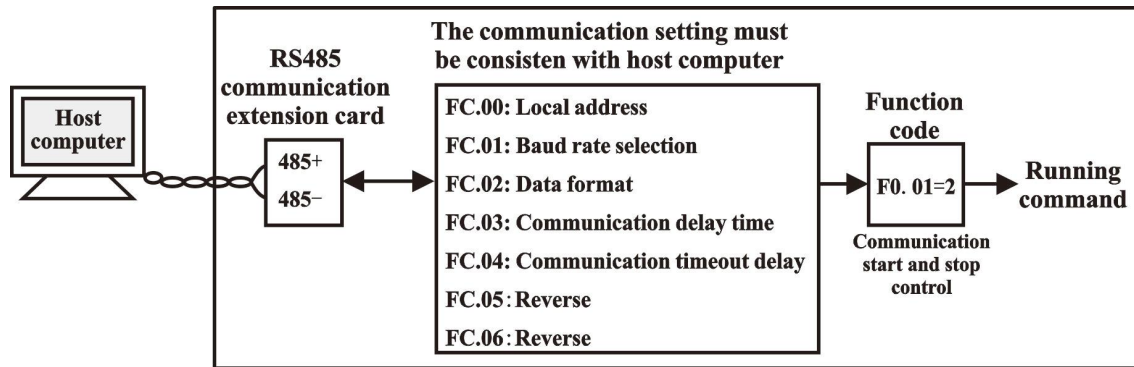 Host
computer
RS485
communication
extension card
485+
485−
The communication setting must
be consisten with host computer
FC.00: Local address
FC.01: Baud rate selection
FC.02: Data format
FC.03: Communication delay time
FC.04: Communication timeout delay
FC.05: Reverse
FC.06: Reverse
Function
code
F0. 01=2
Communication
start and stop
control
Running
command